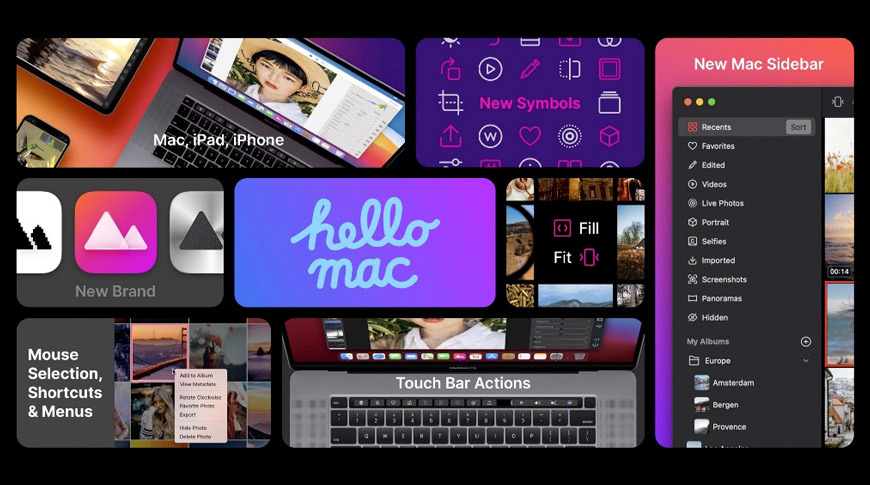 Mac, iPad, iPhone
New Symbols
New Mac Sidebar
Recents
Sort
Favorites
Edited
Videos
Live Photos
Portrait
Selfies
Imported
Screenshots
Panoramas
Hidden
My Albums
Europe
Amsterdam
Bergen
Provence
00:14
New Brand
hello
mac
Fill
Fit
Mouse
Selection,
Shortcuts
& Menus
Add to Album
View Metadata
Rotate Clockwise
Favorite Photo
Export
Hide Photo
Delete Photo
Touch Bar Actions
Q W E R T Y U I O P